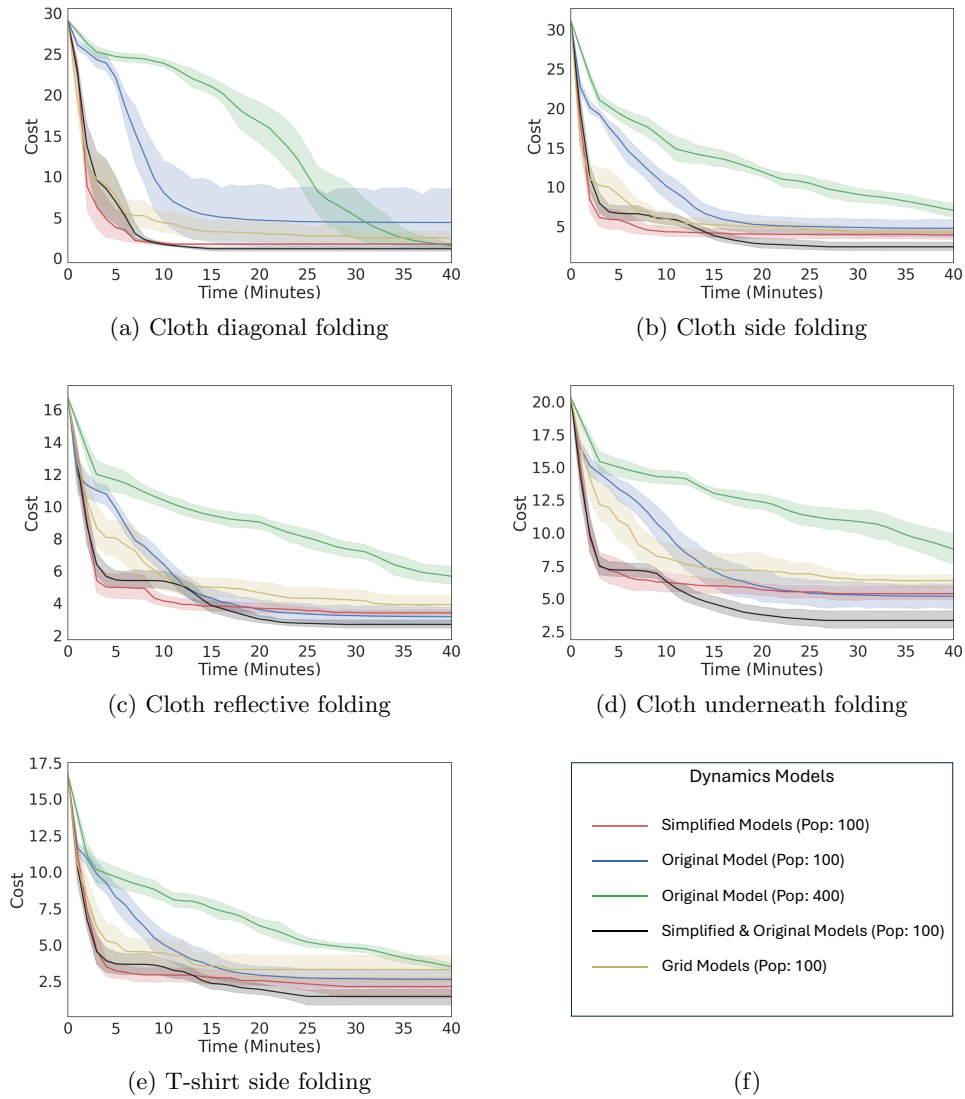 30
25
20
15
10
5
0
Cost
0 5 10 15 20 25 30 35 40
Time (Minutes)
(a) Cloth diagonal folding
30
25
20
15
10
5
Cost
0 5 10 15 20 25 30 35 40
Time (Minutes)
(b) Cloth side folding
16
14
12
10
8
6
4
2
Cost
0 5 10 15 20 25 30 35 40
Time (Minutes)
(c) Cloth reflective folding
20.0
17.5
15.0
12.5
10.0
7.5
5.0
2.5
Cost
0 5 10 15 20 25 30 35 40
Time (Minutes)
(d) Cloth underneath folding
17.5
15.0
12.5
10.0
7.5
5.0
2.5
Cost
0 5 10 15 20 25 30 35 40
Time (Minutes)
(e) T-shirt side folding
Dynamics Models
Simplified Models (Pop: 100)
Original Model (Pop: 100)
Original Model (Pop: 400)
Simplified & Original Models (Pop: 100)
Grid Models (Pop: 100)
(f)